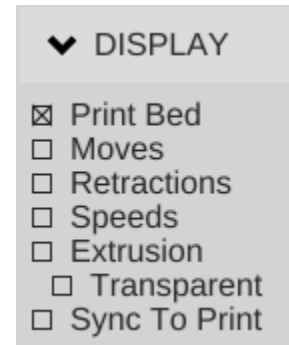 DISPLAY
Print Bed
Moves
Retractions
Speeds
Extrusion
Transparent
Sync To Print